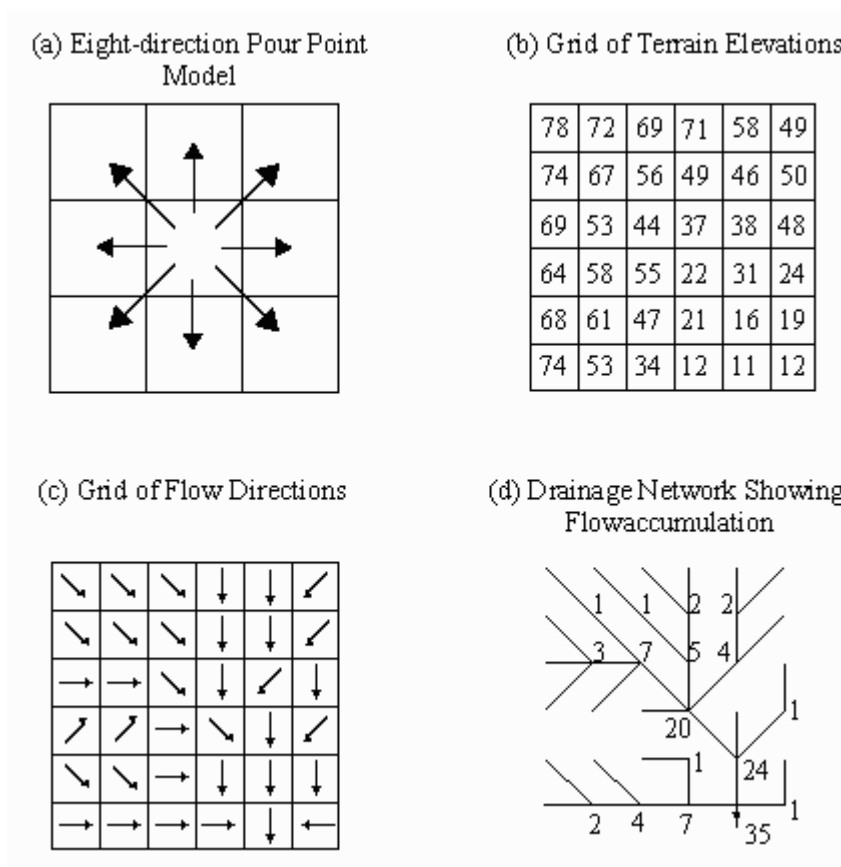 (a) Eight-direction Pour Point
Model
(b) Grid of Terrain Elevations
78 72 69 71 58 49
74 67 56 49 46 50
69 53 44 37 38 48
64 58 55 22 31 24
68 61 47 21 16 19
74 53 34 12 11 12
(c) Grid of Flow Directions
(d) Drainage Network Showing
Flowaccumulation
1 1 2 2
3 7 5 4
20 1
1 24
2 4 7 35 1